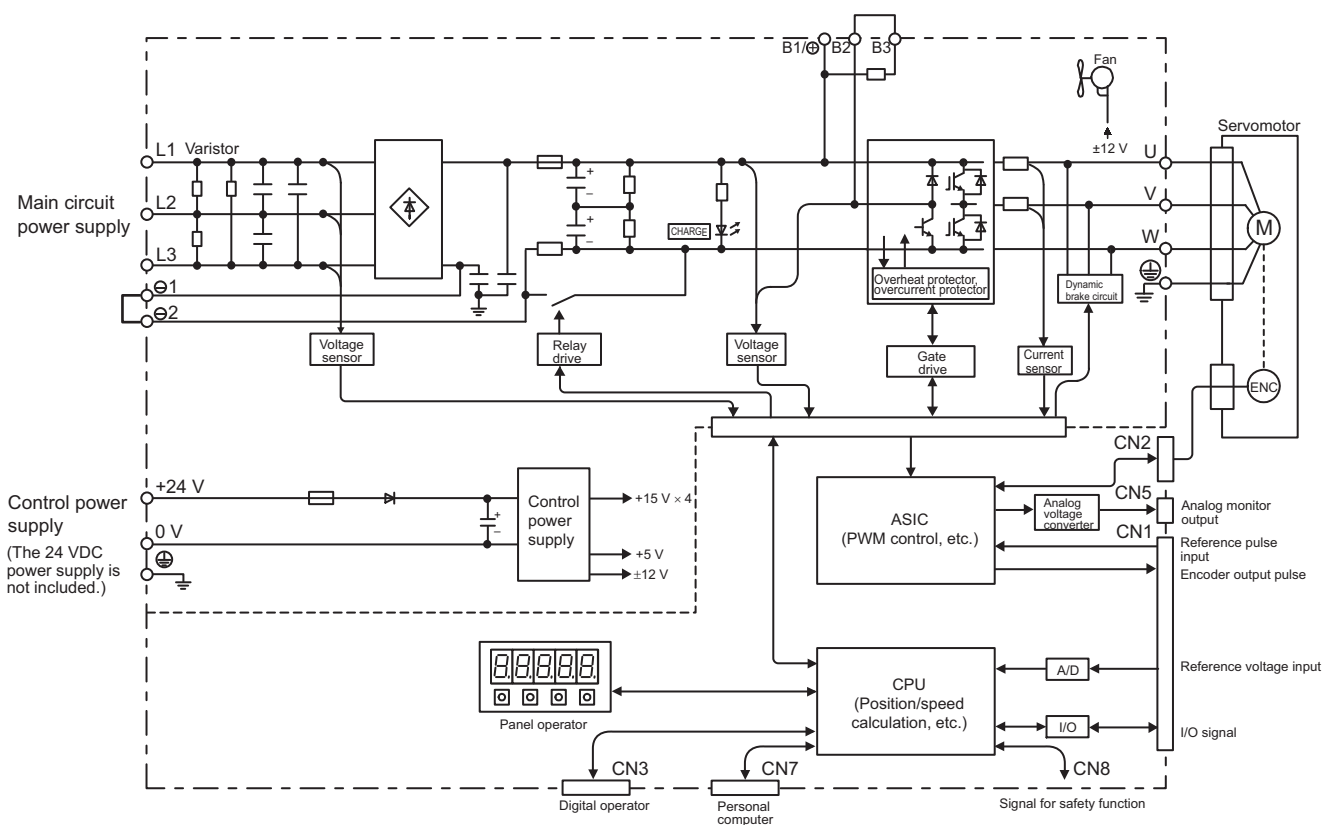 B1/⊕
B2
B3
Fan
±12 V
Servomotor
L1
Varistor
L2
L3
Main circuit
power supply
⊖1
⊖2
+
–
+
–
CHARGE
Overheat protector,
overcurrent protector
U
V
W
M
Dynamic
brake circuit
Voltage
sensor
Relay
drive
Voltage
sensor
Gate
drive
Current
sensor
ENC
CN2
Control power
supply
(The 24 VDC
power supply is
not included.)
+24 V
0 V
+
–
Control
power
supply
+15 V × 4
+5 V
±12 V
ASIC
(PWM control, etc.)
Analog
voltage
converter
CN5
Analog monitor
output
CN1
Reference pulse
input
Encoder output pulse
8.8.8.8.8.
Panel operator
CPU
(Position/speed
calculation, etc.)
A/D
Reference voltage input
I/O
I/O signal
CN3
Digital operator
CN7
Personal
computer
CN8
Signal for safety function